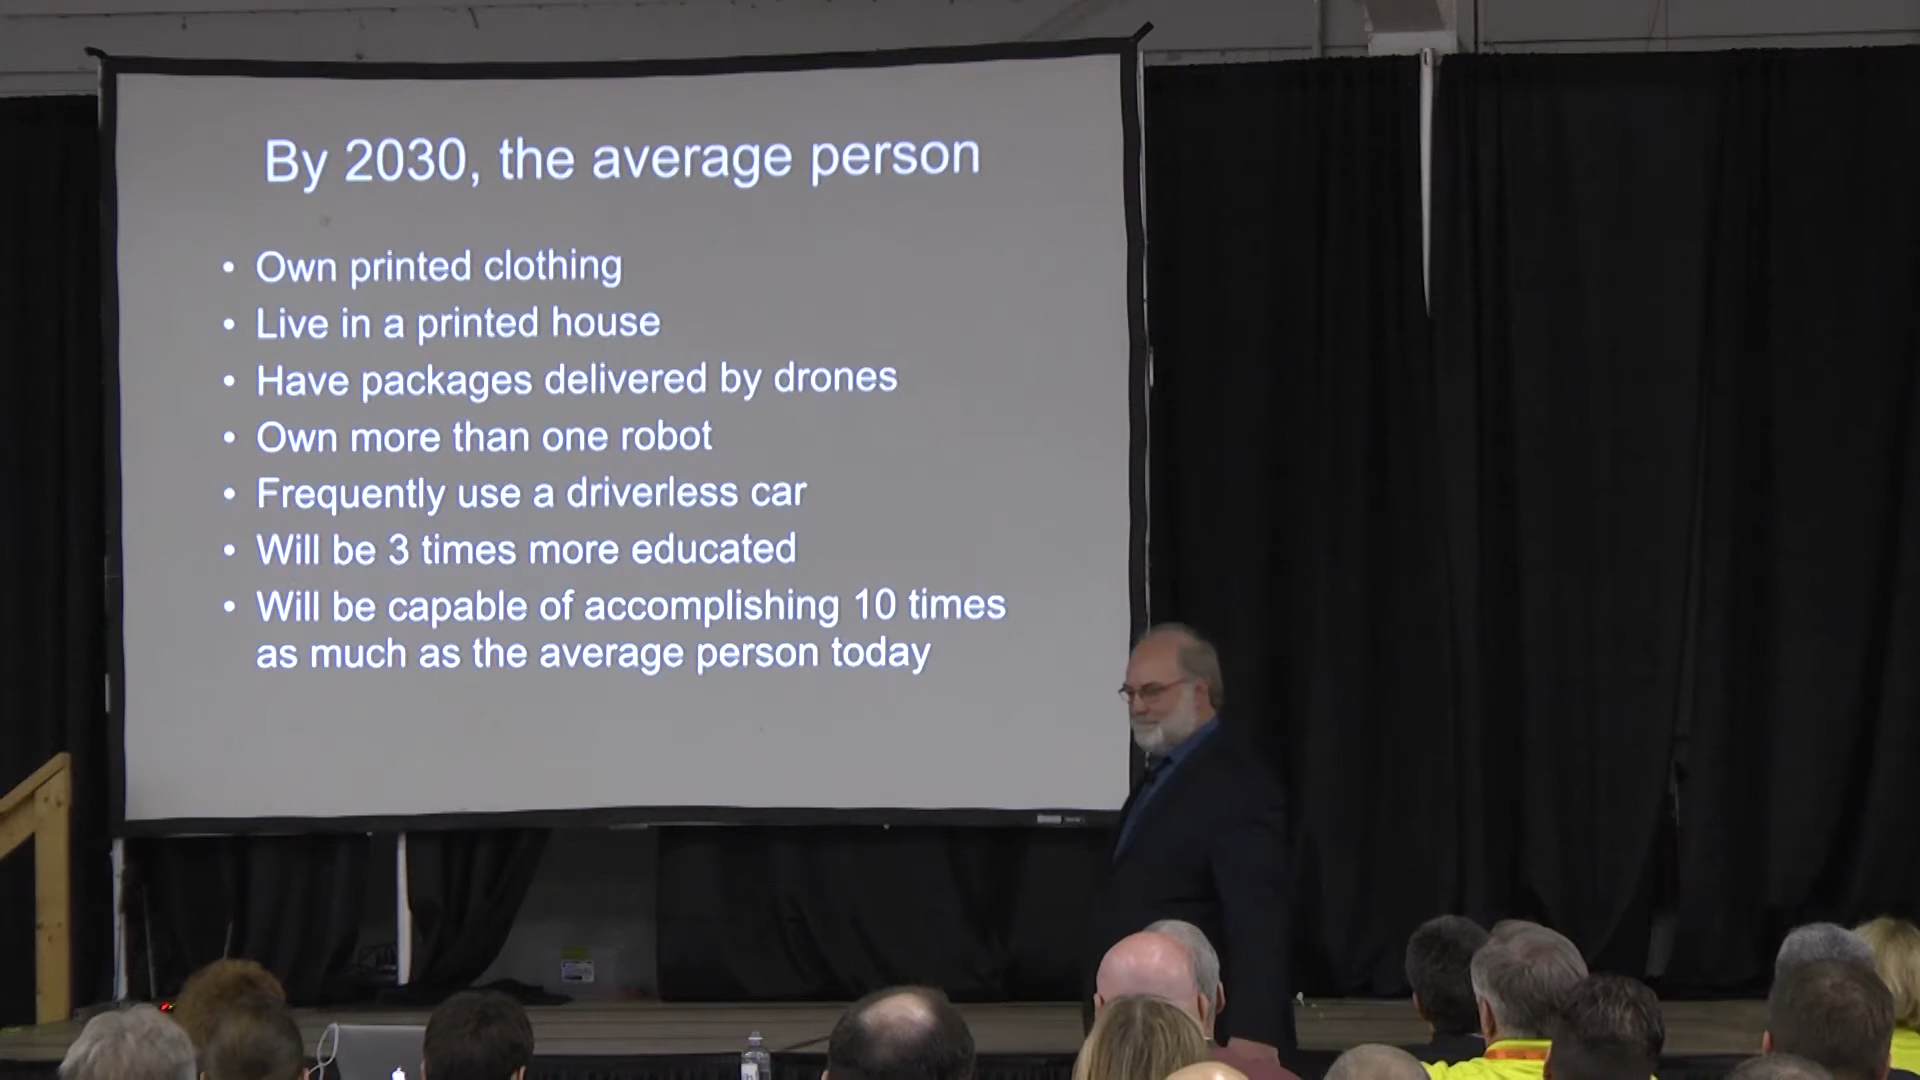 By 2030, the average person
• Own printed clothing
• Live in a printed house
• Have packages delivered by drones
• Own more than one robot
• Frequently use a driverless car
• Will be 3 times more educated
• Will be capable of accomplishing 10 times
as much as the average person today